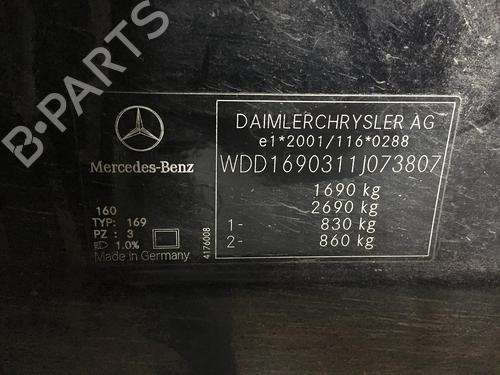 B-PARTS
Mercedes-Benz
160
TYP: 169
PZ : 3
1.0%
Made in Germany
4176008
DAIMLERCHRYSLER AG
e1*2001/116*0288
WDD1690311J073807
1690 kg
2690 kg
1- 830 kg
2- 860 kg